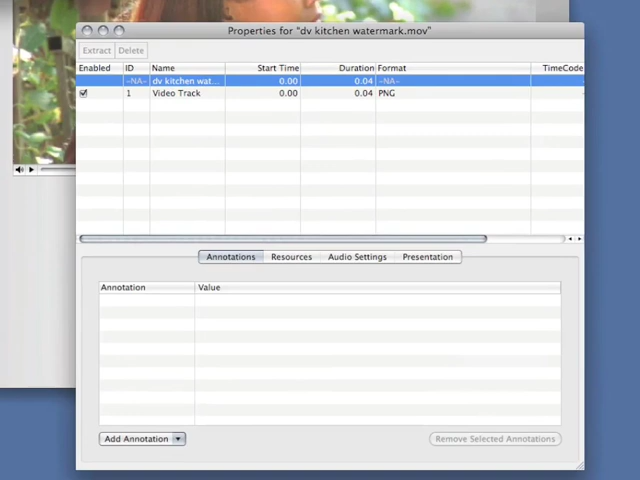 Properties for "dv kitchen watermark.mov"
Extract Delete
Enabled ID Name Start Time Duration Format TimeCode
-NA- dv kitchen wat... 0.00 0.04 -NA-
1 Video Track 0.00 0.04 PNG
Annotations Resources Audio Settings Presentation
Annotation Value
Add Annotation Remove Selected Annotations